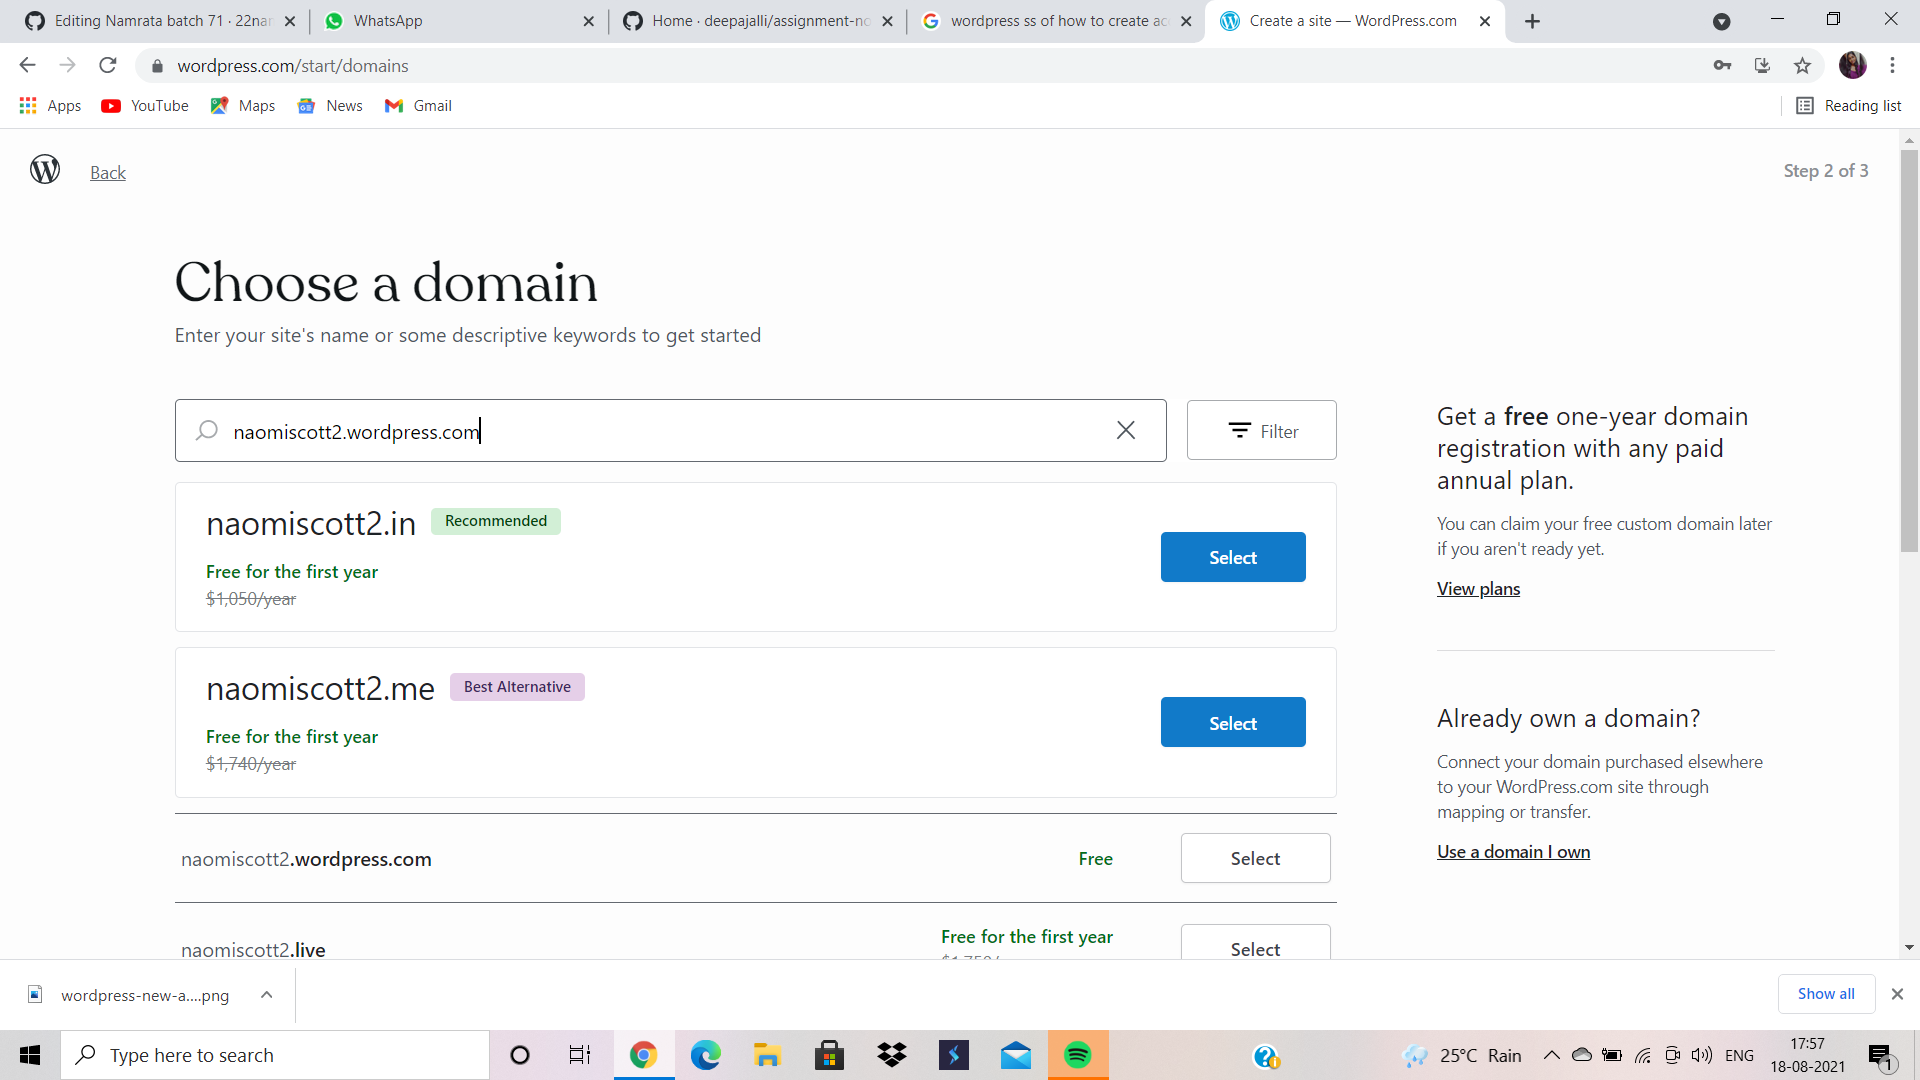 Editing Namrata batch 71 · 22nar
WhatsApp
Home · deepajalli/assignment-no
wordpress ss of how to create acc
Create a site — WordPress.com
wordpress.com/start/domains
Apps
YouTube
Maps
News
Gmail
Reading list
Back
Step 2 of 3
Choose a domain
Enter your site's name or some descriptive keywords to get started
naomiscott2.wordpress.com
Filter
naomiscott2.in
Recommended
Free for the first year
$1,050/year
Select
naomiscott2.me
Best Alternative
Free for the first year
$1,740/year
Select
naomiscott2.wordpress.com
Free
Select
naomiscott2.live
Free for the first year
Select
Get a free one-year domain
registration with any paid
annual plan.
You can claim your free custom domain later
if you aren't ready yet.
View plans
Already own a domain?
Connect your domain purchased elsewhere
to your WordPress.com site through
mapping or transfer.
Use a domain I own
wordpress-new-a....png
Show all
Type here to search
25°C Rain
ENG
17:57
18-08-2021
1